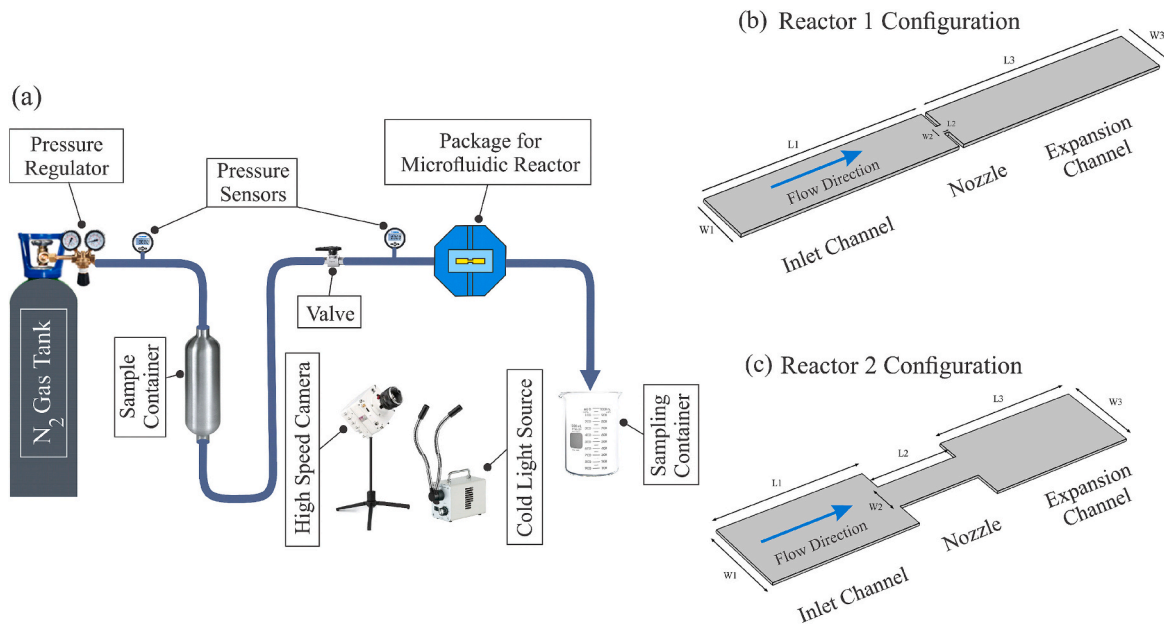 (a)
Pressure
Regulator
Pressure
Sensors
Package for
Microfluidic Reactor
Valve
N2 Gas Tank
Sample
Container
High Speed Camera
Cold Light Source
Sampling
Container
(b) Reactor 1 Configuration
W3
L3
L2
W2
L1
Flow Direction
W1
Expansion
Channel
Nozzle
Inlet Channel
(c) Reactor 2 Configuration
L3
W3
L2
L1
W2
Flow Direction
W1
Expansion
Channel
Nozzle
Inlet Channel